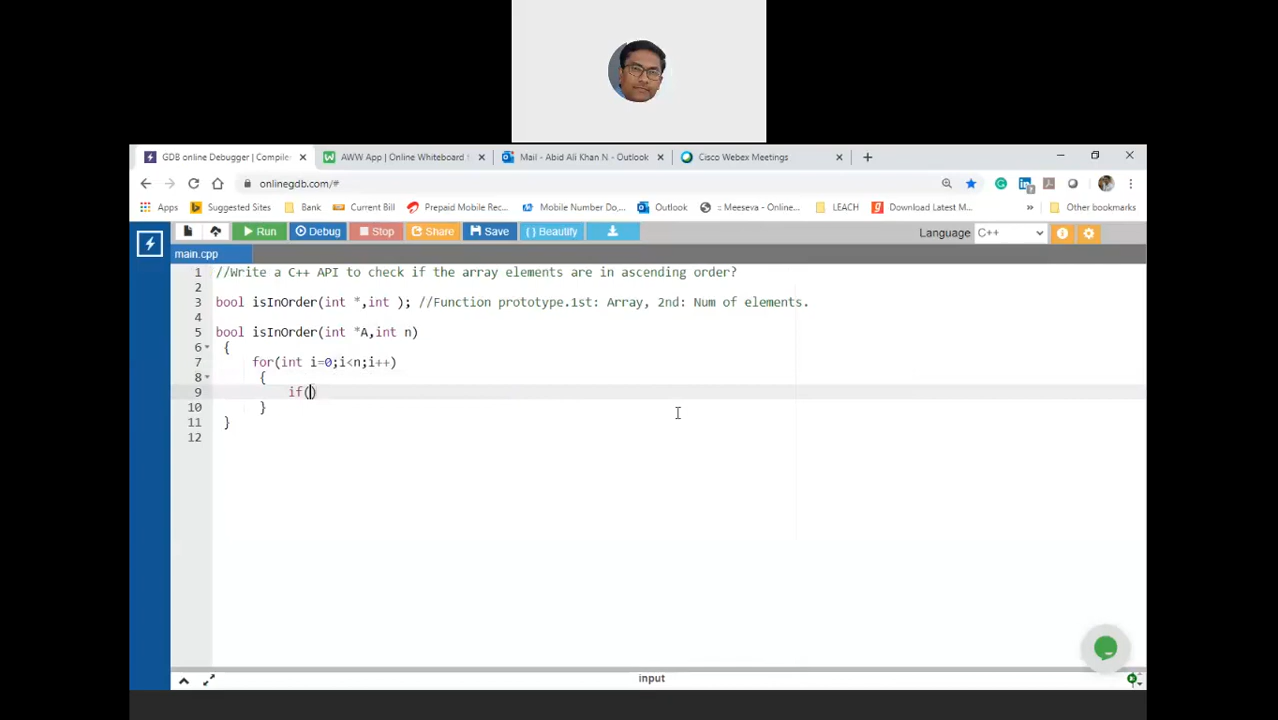 GDB online Debugger | Compiler
AWW App | Online Whiteboard
Mail - Abid Ali Khan N - Outlook
Cisco Webex Meetings
onlinegdb.com/#
Apps Suggested Sites Bank Current Bill Prepaid Mobile Rec... Mobile Number Do,... Outlook :: Meeseva - Online... LEACH Download Latest M... » Other bookmarks
Run Debug Stop Share Save { } Beautify Language C++
main.cpp
1 //Write a C++ API to check if the array elements are in ascending order?
2
3 bool isInOrder(int *,int ); //Function prototype.1st: Array, 2nd: Num of elements.
4
5 bool isInOrder(int *A,int n)
6 {
7 for(int i=0;i<n;i++)
8 {
9 if()
10 }
11 }
12
input